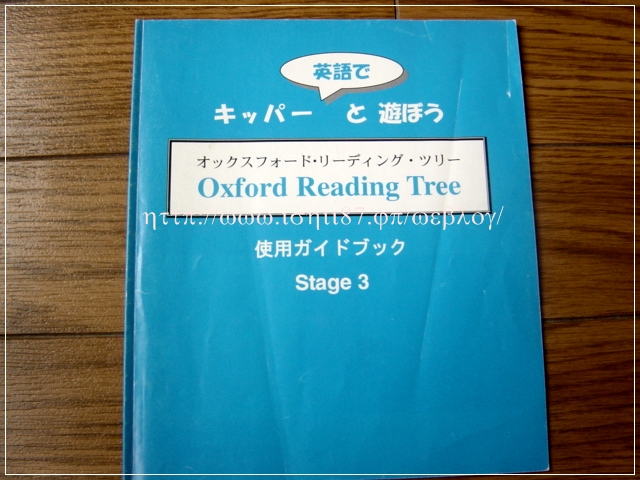 英語で
キッパー と 遊ぼう
オックスフォード・リーディング・ツリー
Oxford Reading Tree
使用ガイドブック
Stage 3